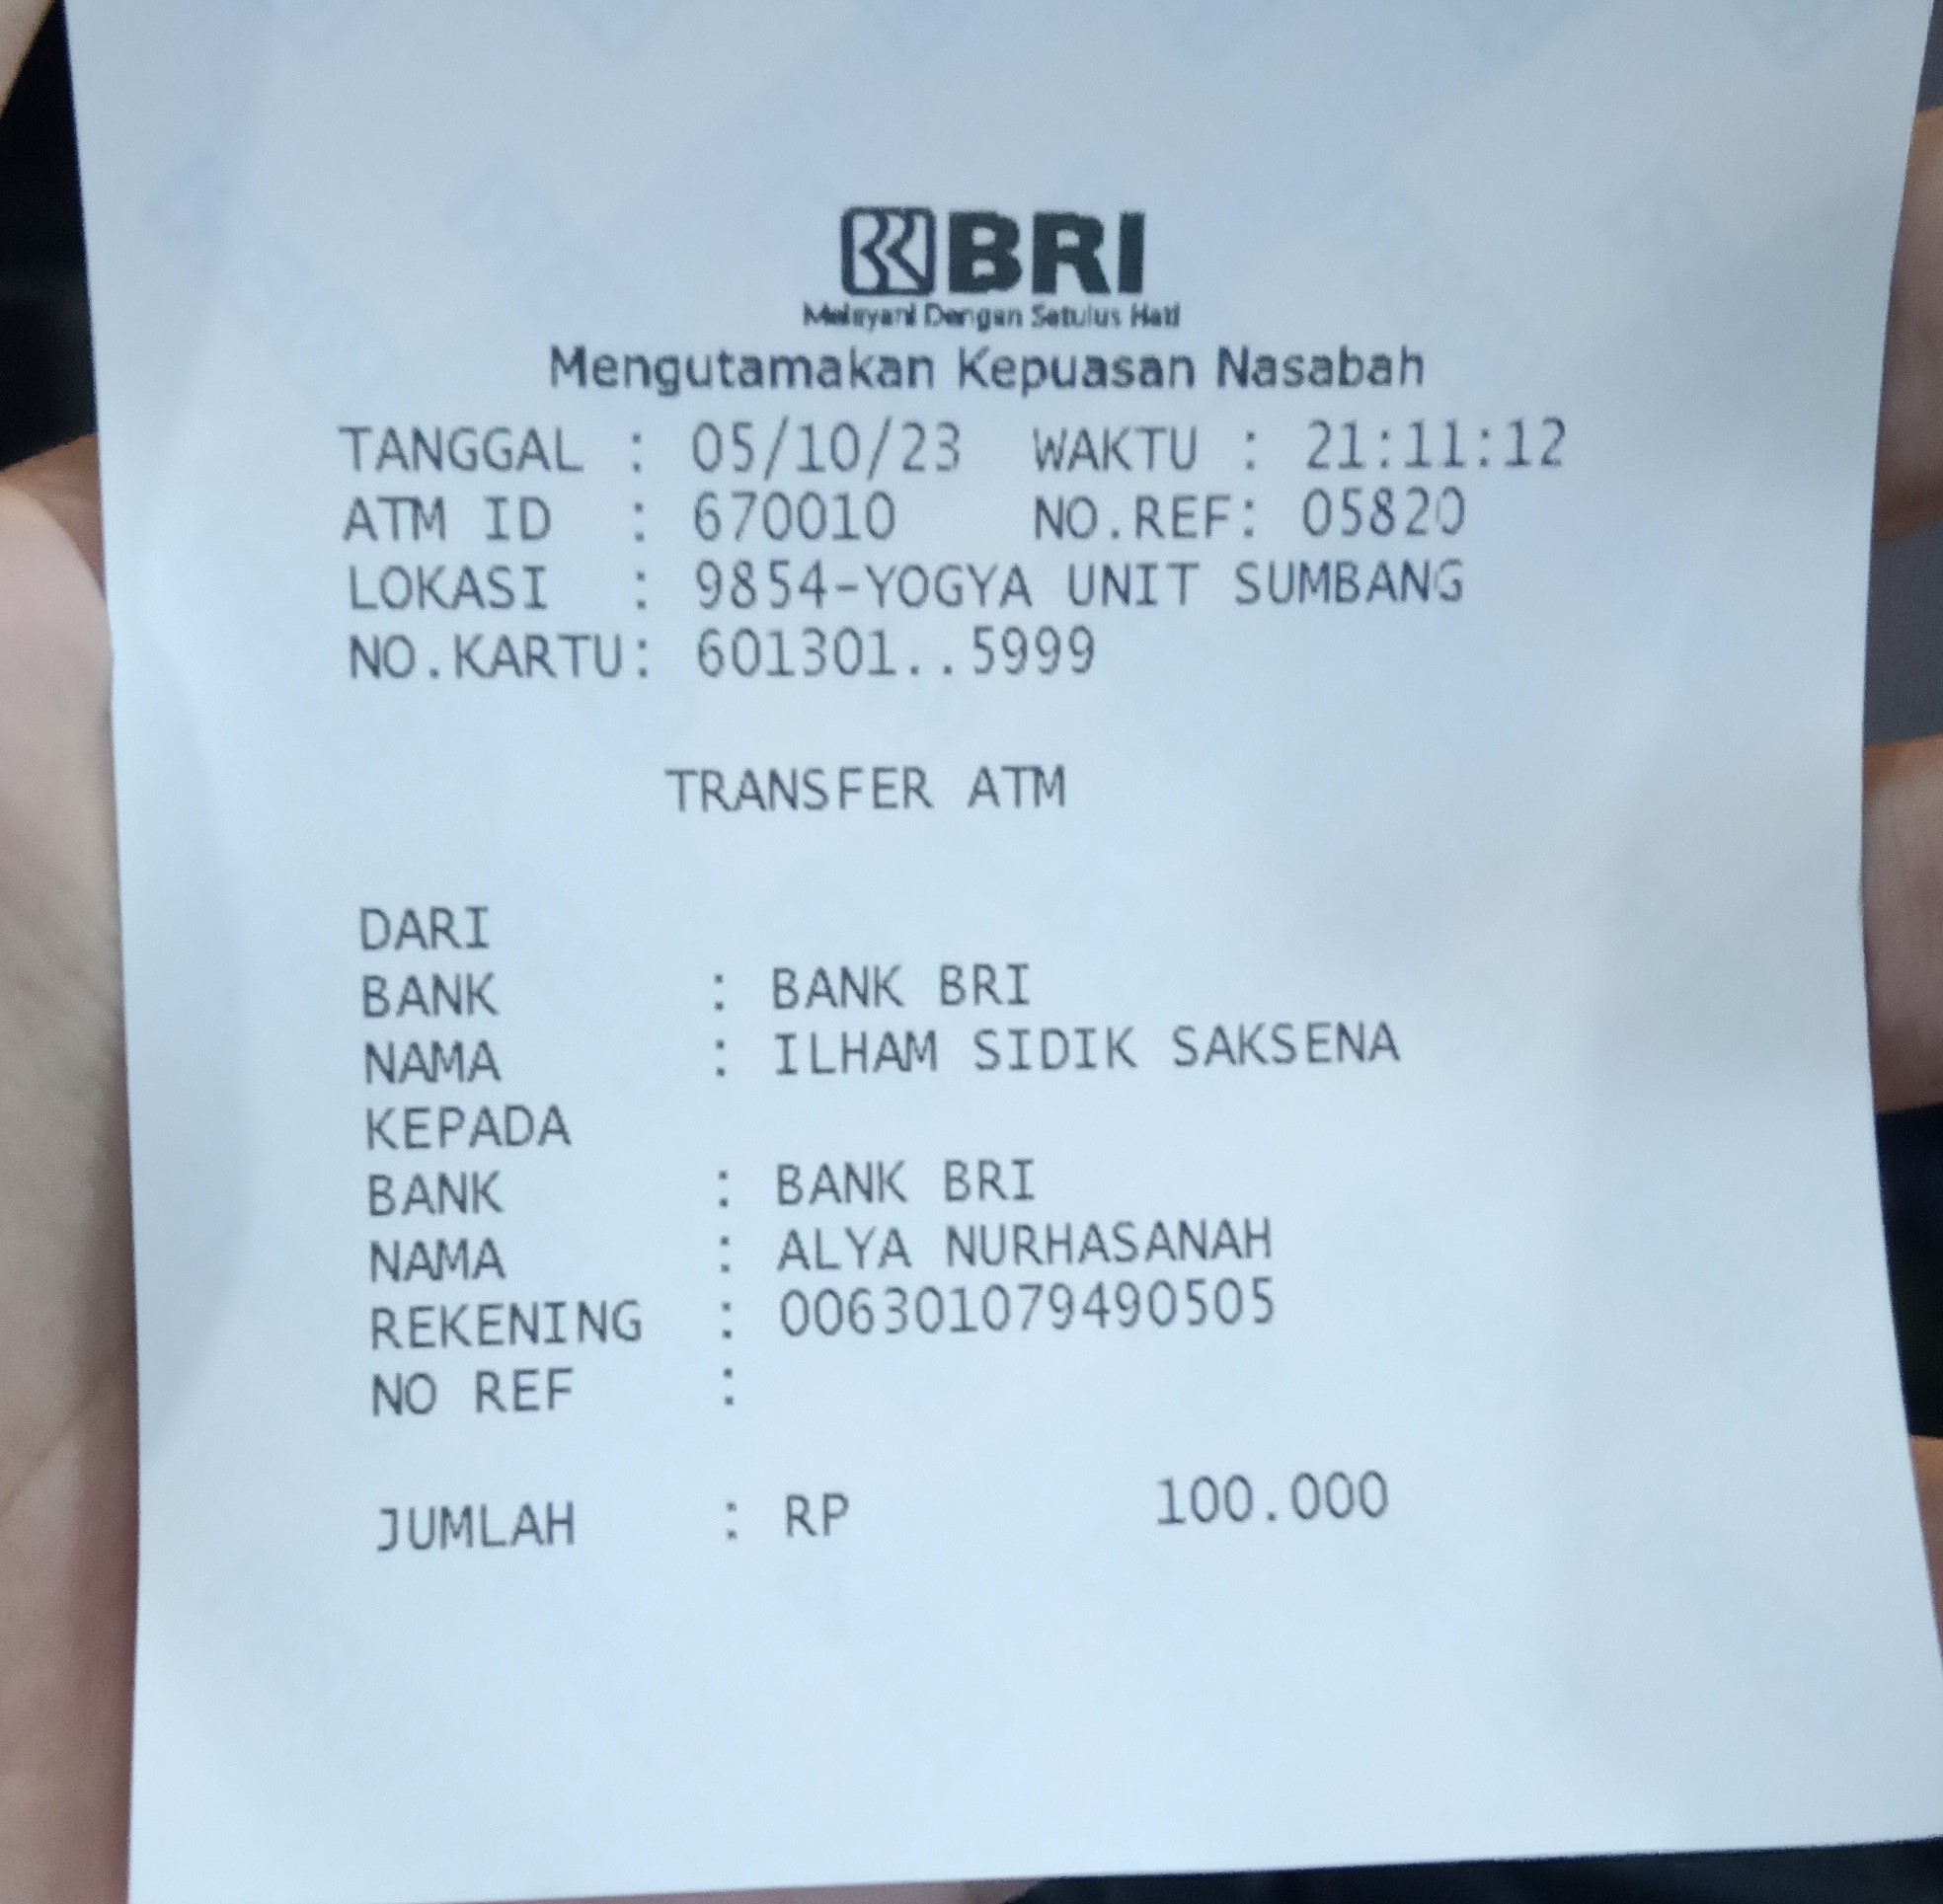 BRI
Melayani Dengan Setulus Hati
Mengutamakan Kepuasan Nasabah
TANGGAL : 05/10/23 WAKTU : 21:11:12
ATM ID : 670010 NO.REF: 05820
LOKASI : 9854-YOGYA UNIT SUMBANG
NO.KARTU: 601301..5999
TRANSFER ATM
DARI
BANK : BANK BRI
NAMA : ILHAM SIDIK SAKSENA
KEPADA
BANK : BANK BRI
NAMA : ALYA NURHASANAH
REKENING : 006301079490505
NO REF :
JUMLAH : RP 100.000